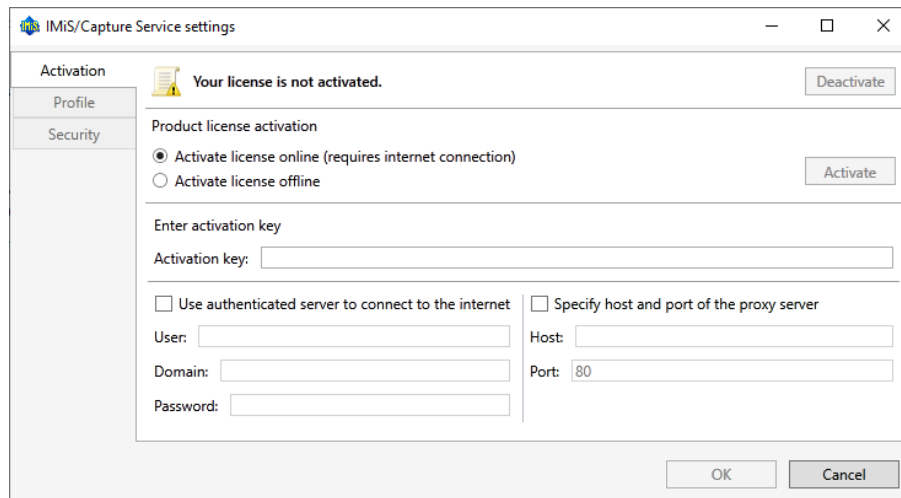 IMiS/Capture Service settings
Activation
Profile
Security
Your license is not activated.
Deactivate
Product license activation
Activate license online (requires internet connection)
Activate license offline
Activate
Enter activation key
Activation key:
Use authenticated server to connect to the internet
User:
Domain:
Password:
Specify host and port of the proxy server
Host:
Port: 80
OK
Cancel